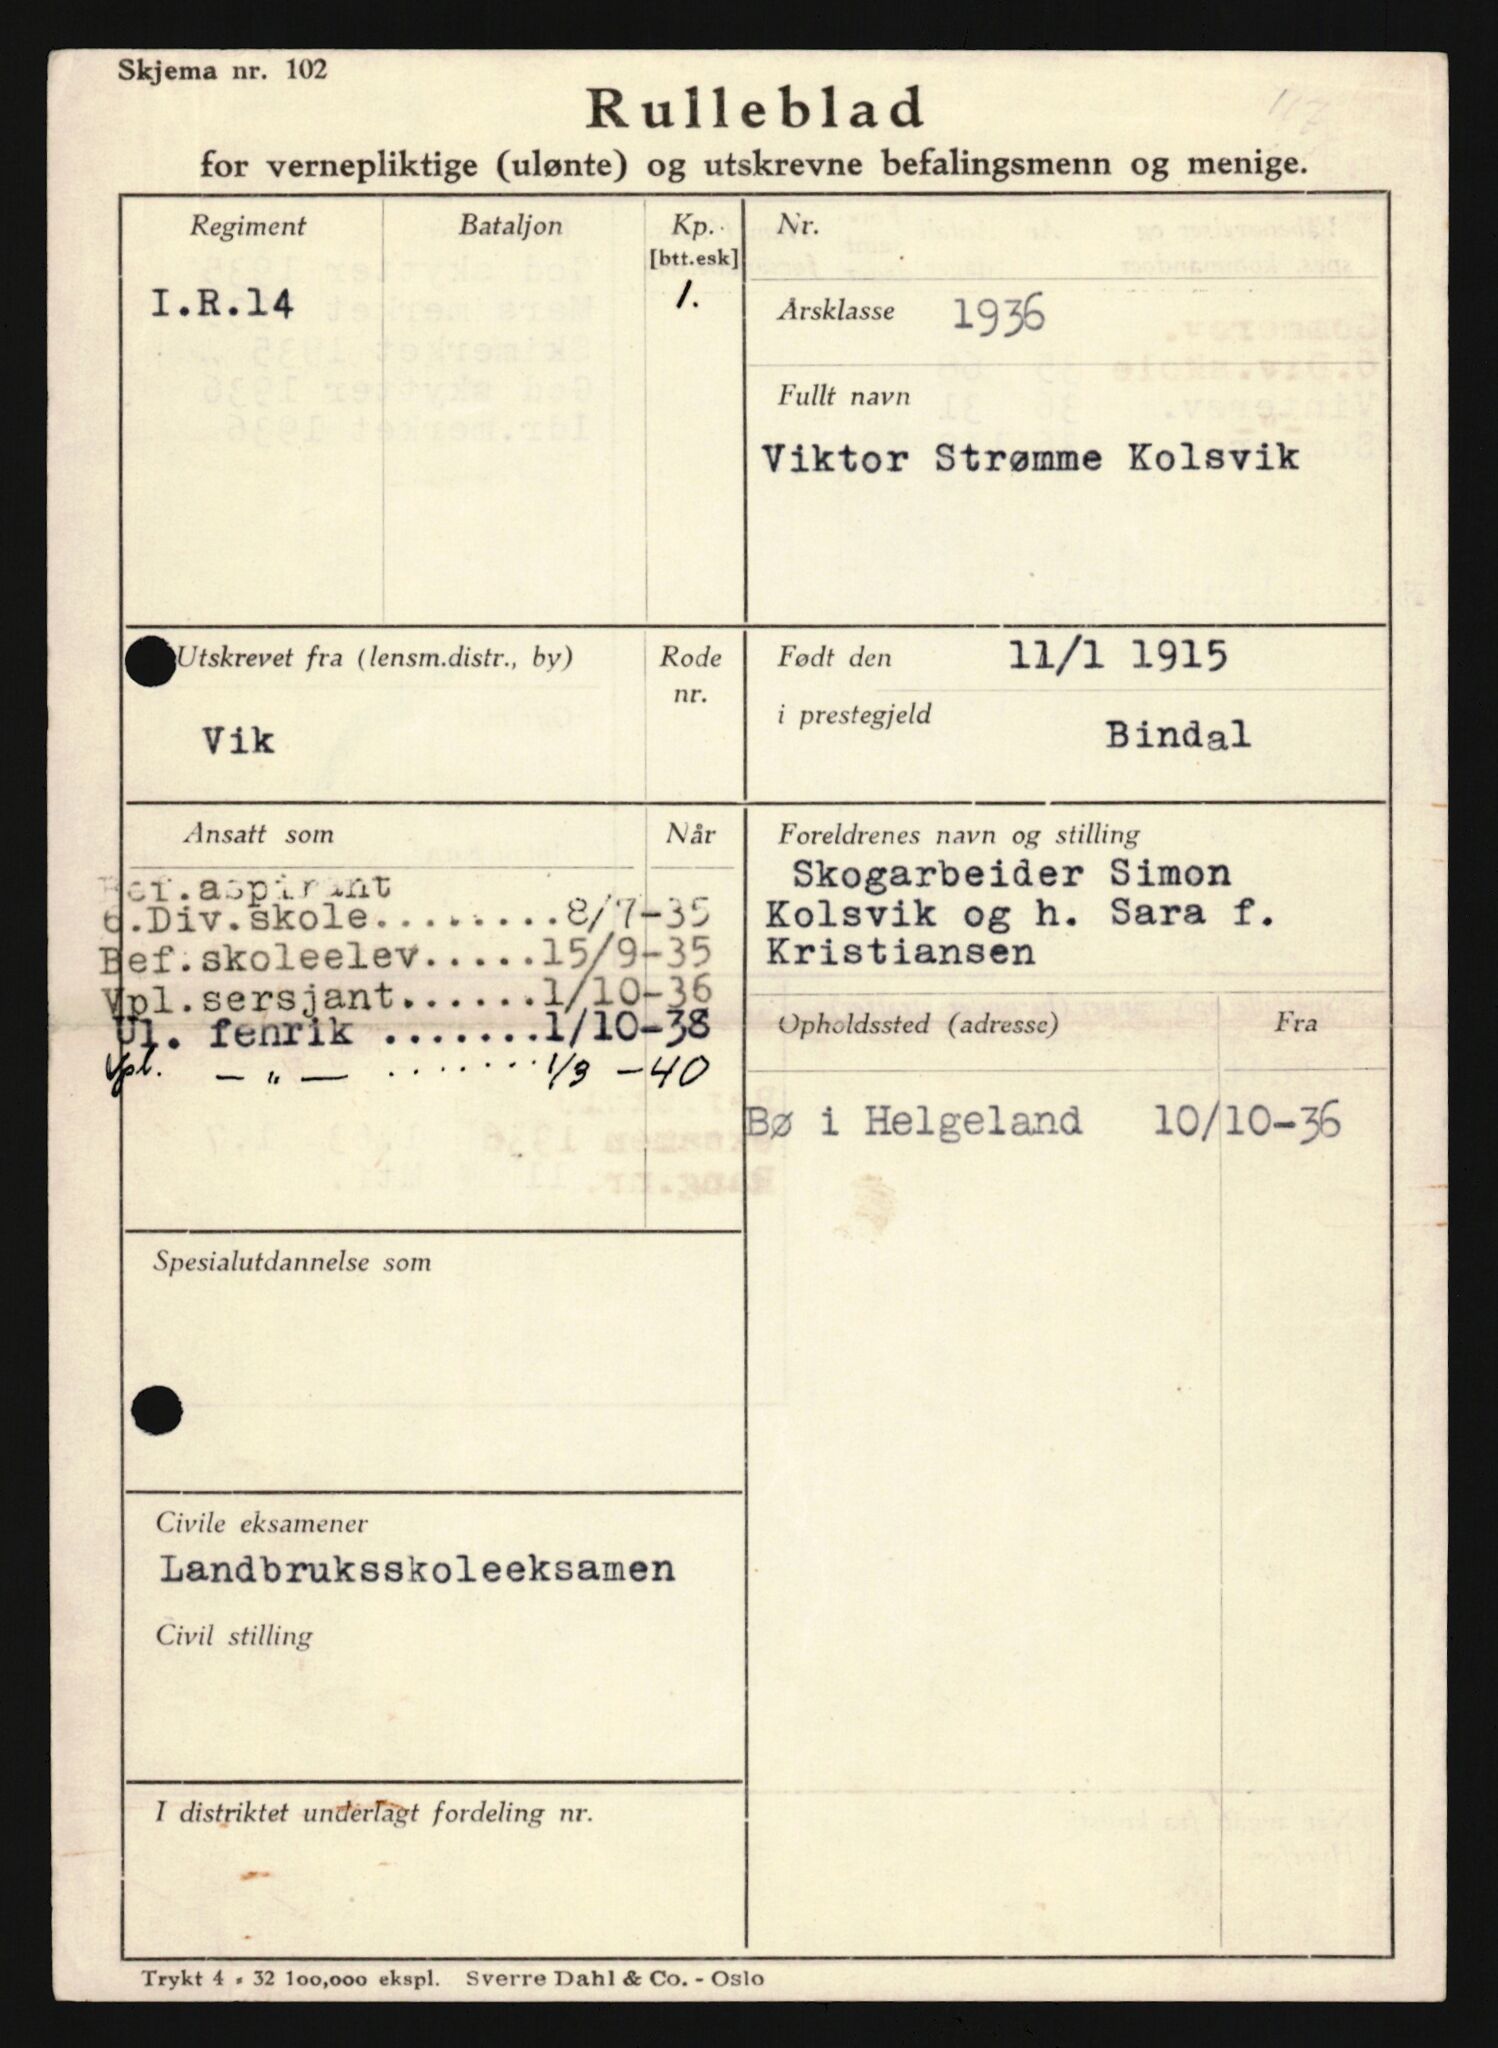 Skjema nr. 102
Rulleblad
for vernepliktige (ulønte) og utskrevne befalingsmenn og menige.
Regiment
Bataljon
Kp.
[btt.esk]
I.R.14
1.
Nr.
Årsklasse 1936
Fullt navn
Viktor Strømme Kolsvik
Utskrevet fra (lensm.distr., by)
Rode
nr.
Vik
Født den 11/1 1915
i prestegjeld
Bindal
Ansatt som
Når
Bef.aspirant
6.Div.skole.........8/7-35
Bef.skoleelev.....15/9-35
Vpl.sersjant......1/10-36
Ul. fenrik .......1/10-38
Vpl. — " — ........ 1/3 -40
Foreldrenes navn og stilling
Skogarbeider Simon
Kolsvik og h. Sara f.
Kristiansen
Opholdssted (adresse)
Fra
Bø i Helgeland 10/10-36
Spesialutdannelse som
Civile eksamener
Landbruksskoleeksamen
Civil stilling
I distriktet underlagt fordeling nr.
Trykt 4 - 32 100,000 ekspl. Sverre Dahl & Co. - Oslo